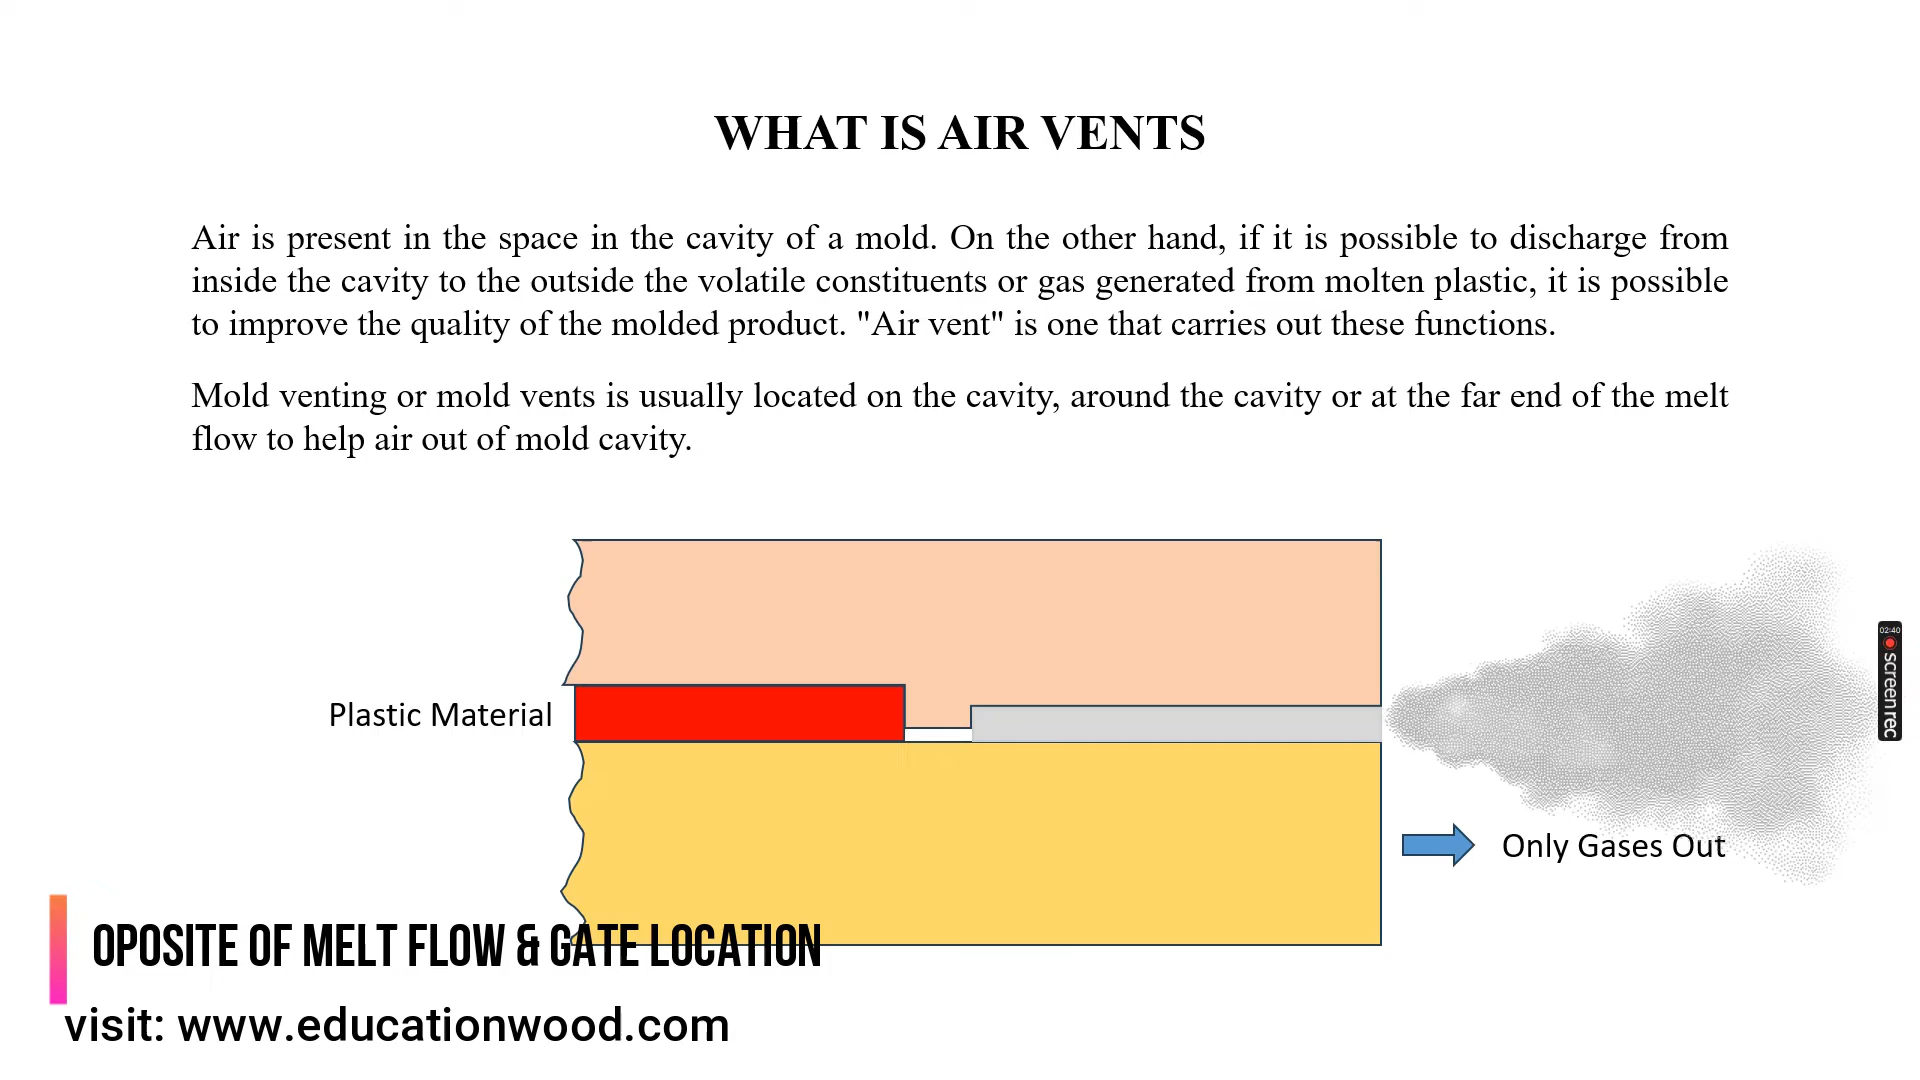 WHAT IS AIR VENTS
Air is present in the space in the cavity of a mold. On the other hand, if it is possible to discharge from
inside the cavity to the outside the volatile constituents or gas generated from molten plastic, it is possible
to improve the quality of the molded product. "Air vent" is one that carries out these functions.
Mold venting or mold vents is usually located on the cavity, around the cavity or at the far end of the melt
flow to help air out of mold cavity.
Plastic Material
02:40
screenrec
Only Gases Out
OPOSITE OF MELT FLOW & GATE LOCATION
visit: www.educationwood.com